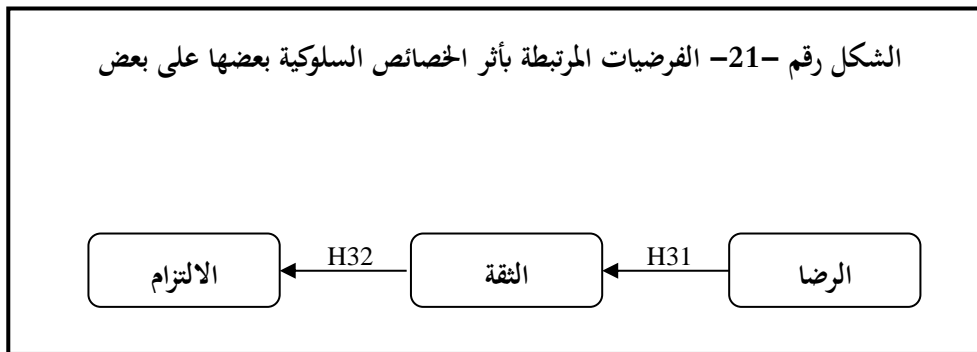 الشكل رقم –21– الفرضيات المرتبطة بأثر الخصائص السلوكية بعضها على بعض
الرضا H31 الثقة H32 الالتزام